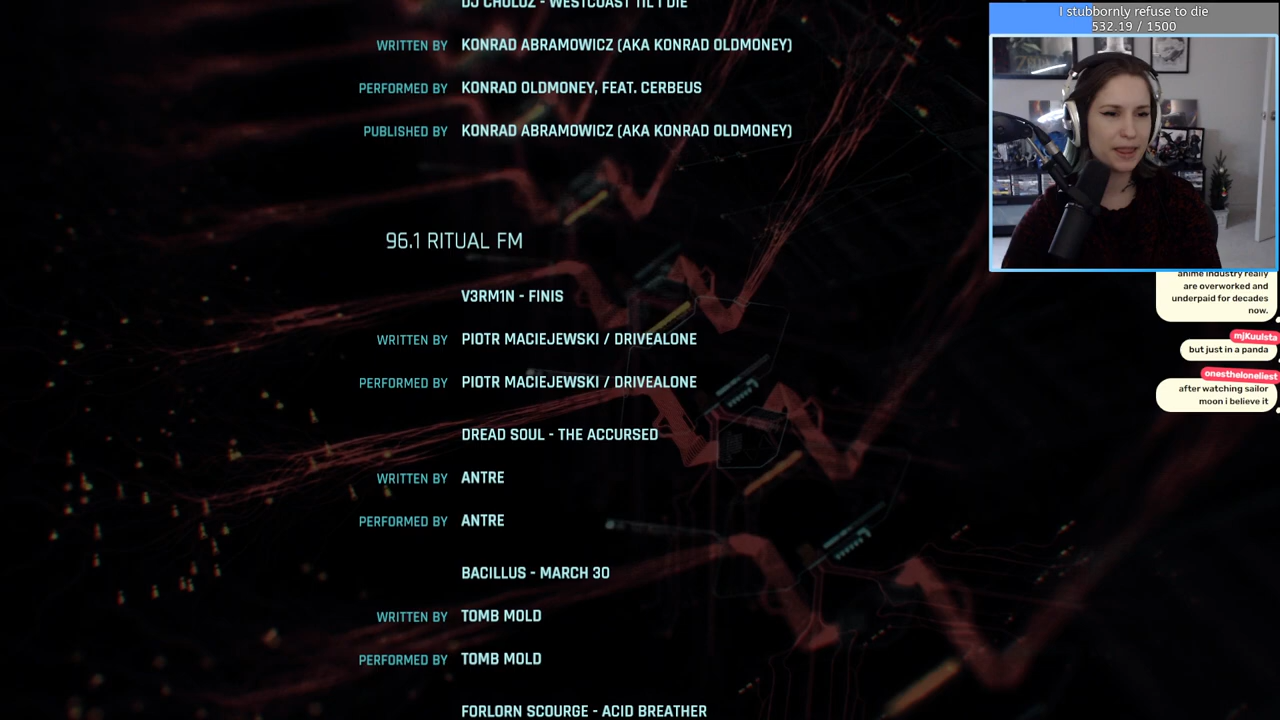 DJ CHOLOZ - WESTCOAST TIL I DIE
WRITTEN BY KONRAD ABRAMOWICZ (AKA KONRAD OLDMONEY)
PERFORMED BY KONRAD OLDMONEY, FEAT. CERBEUS
PUBLISHED BY KONRAD ABRAMOWICZ (AKA KONRAD OLDMONEY)
96.1 RITUAL FM
V3RM1N - FINIS
WRITTEN BY PIOTR MACIEJEWSKI / DRIVEALONE
PERFORMED BY PIOTR MACIEJEWSKI / DRIVEALONE
DREAD SOUL - THE ACCURSED
WRITTEN BY ANTRE
PERFORMED BY ANTRE
BACILLUS - MARCH 30
WRITTEN BY TOMB MOLD
PERFORMED BY TOMB MOLD
FORLORN SCOURGE - ACID BREATHER
I stubbornly refuse to die
532.19 / 1500
anime industry really
are overworked and
underpaid for decades
now.
mjKuulsta
but just in a panda
onestheloneliest
after watching sailor
moon i believe it